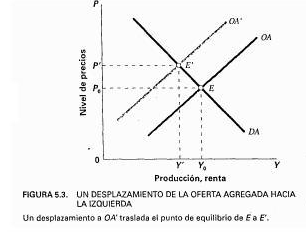 P
OA'
OA
Nivel de precios
P'
E'
P₀
E
DA
0
Y'
Y₀
Y
Producción, renta
FIGURA 5.3. UN DESPLAZAMIENTO DE LA OFERTA AGREGADA HACIA
LA IZQUIERDA
Un desplazamiento a OA' traslada el punto de equilibrio de E a E'.